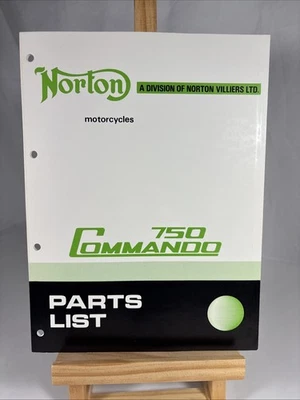 Norton
A DIVISION OF NORTON VILLIERS LTD.
motorcycles
750
COMMANDO
PARTS
LIST